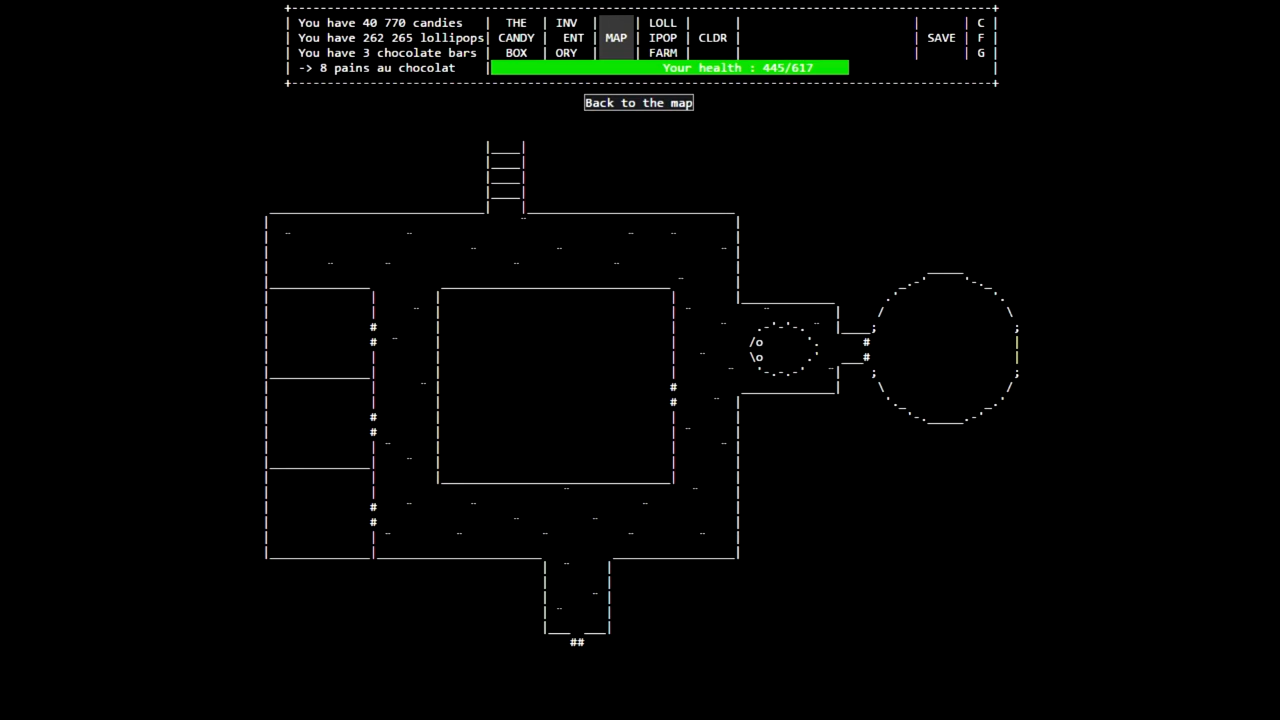 You have 40 770 candies THE INV LOLL C
You have 262 265 lollipops CANDY ENT MAP IPOP CLDR SAVE F
You have 3 chocolate bars BOX ORY FARM G
-> 8 pains au chocolat Your health : 445/617
Back to the map